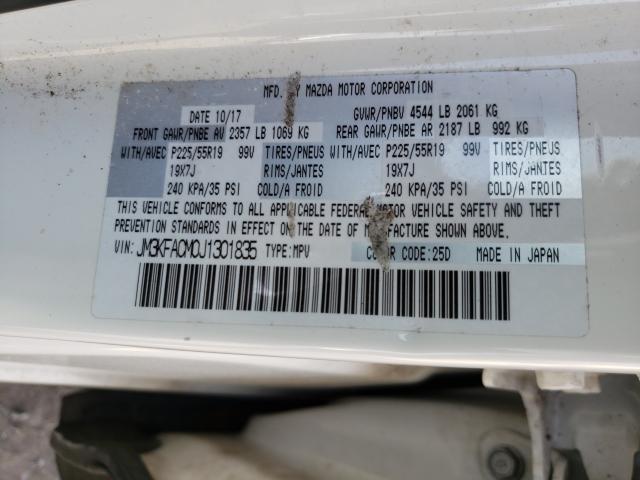 MFD. BY MAZDA MOTOR CORPORATION
DATE 10/17 GVWR/PNBV 4544 LB 2061 KG
FRONT GAWR/PNBE AV 2357 LB 1069 KG REAR GAWR/PNBE AR 2187 LB 992 KG
WITH/AVEC P225/55R19 99V TIRES/PNEUS P225/55R19 99V TIRES/PNEUS
19X7J RIMS/JANTES 19X7J RIMS/JANTES
240 KPA/35 PSI COLD/A FROID 240 KPA/35 PSI COLD/A FROID
THIS VEHICLE CONFORMS TO ALL APPLICABLE FEDERAL MOTOR VEHICLE SAFETY AND THEFT
PREVENTION STANDARDS IN EFFECT ON THE DATE OF MANUFACTURE SHOWN ABOVE.
VIN: JM3KFACM0J1301835 TYPE:MPV COLOR CODE:25D MADE IN JAPAN